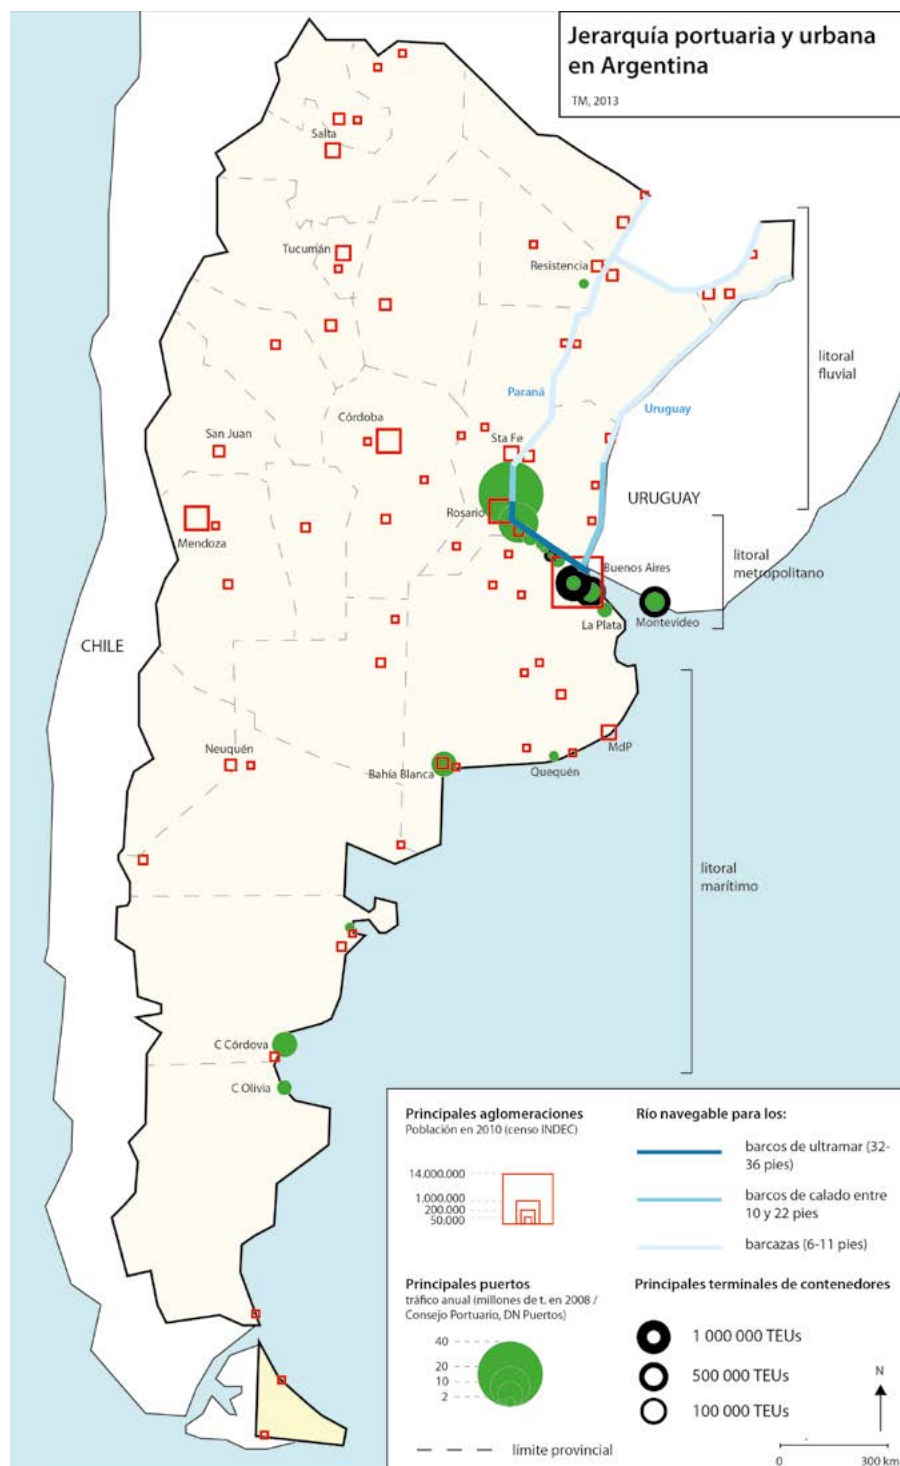 Jerarquía portuaria y urbana
en Argentina
TM, 2013
Salta
Tucumán
Resistencia
litoral
fluvial
Paraná
Uruguay
Córdoba
San Juan
Sta Fe
Rosario
URUGUAY
Mendoza
litoral
metropolitano
Buenos Aires
La Plata
Montevideo
CHILE
Neuquén
MdP
Bahía Blanca
Quequén
litoral
marítimo
C Córdova
C Olivia
Principales aglomeraciones
Población en 2010 (censo INDEC)
14.000.000
1.000.000
200.000
50.000
Río navegable para los:
barcos de ultramar (32-
36 pies)
barcos de calado entre
10 y 22 pies
barcazas (6-11 pies)
Principales puertos
tráfico anual (millones de t. en 2008 /
Consejo Portuario, DN Puertos)
40
20
10
2
límite provincial
Principales terminales de contenedores
1 000 000 TEUs
500 000 TEUs
100 000 TEUs
N
0 300 km